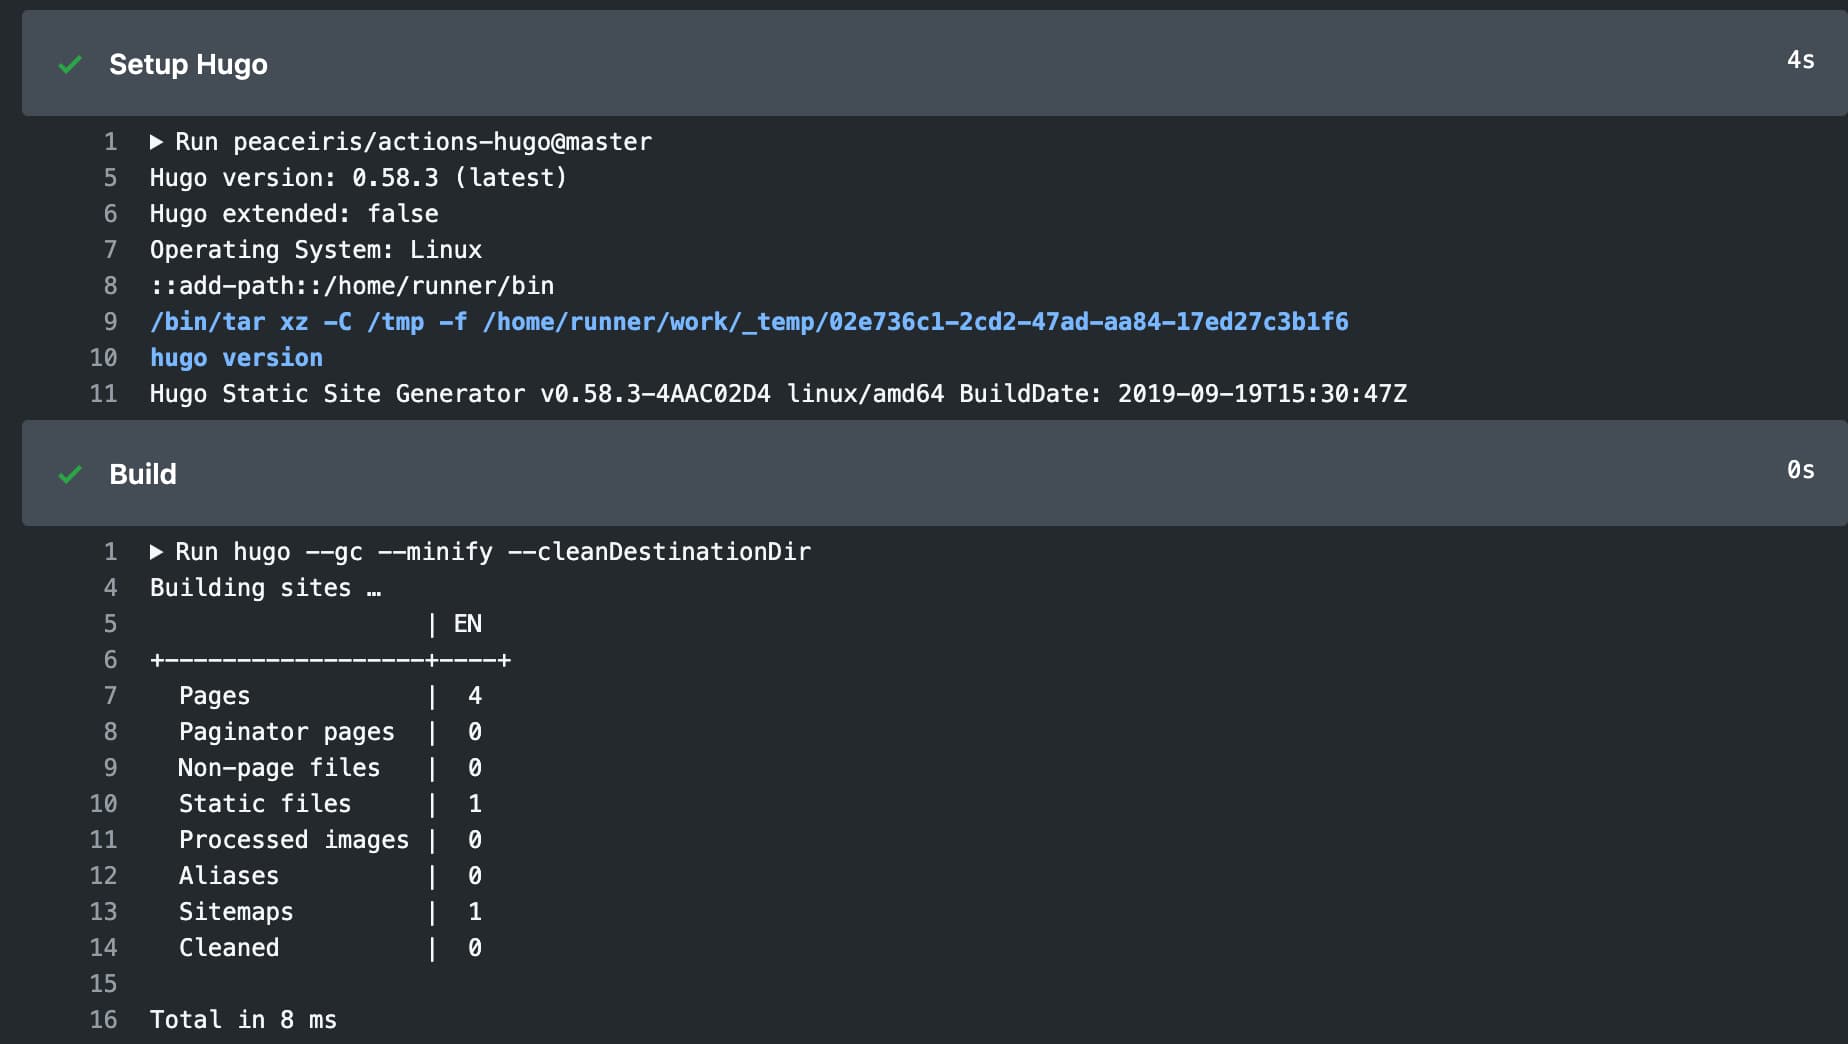 Setup Hugo 4s
1 ▶ Run peaceiris/actions-hugo@master
5 Hugo version: 0.58.3 (latest)
6 Hugo extended: false
7 Operating System: Linux
8 ::add-path::/home/runner/bin
9 /bin/tar xz -C /tmp -f /home/runner/work/_temp/02e736c1-2cd2-47ad-aa84-17ed27c3b1f6
10 hugo version
11 Hugo Static Site Generator v0.58.3-4AAC02D4 linux/amd64 BuildDate: 2019-09-19T15:30:47Z
Build 0s
1 ▶ Run hugo --gc --minify --cleanDestinationDir
4 Building sites …
5                    | EN
6 +------------------+----+
7   Pages            |  4
8   Paginator pages  |  0
9   Non-page files   |  0
10   Static files     |  1
11   Processed images |  0
12   Aliases          |  0
13   Sitemaps         |  1
14   Cleaned          |  0
15
16 Total in 8 ms